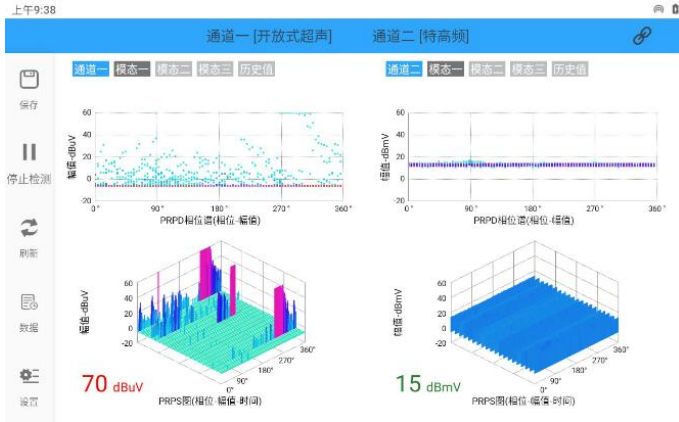 上午9:38
通道一 [开放式超声] 通道二 [特高频]
保存
停止检测
刷新
数据
设置
通道一 模态一 模态二 模态三 历史值
幅值-dBuV
60
40
20
0
-20
0° 90° 180° 270° 360°
PRPD相位谱(相位-幅值)
幅值-dBuV
60
40
20
0
-20
0° 90° 180° 270° 360°
70 dBuV
PRPS图(相位-幅值-时间)
通道二 模态一 模态二 模态三 历史值
幅值-dBmV
60
40
20
0
-20
0° 90° 180° 270° 360°
PRPD相位谱(相位-幅值)
幅值-dBmV
60
40
20
0
-20
0° 90° 180° 270° 360°
15 dBmV
PRPS图(相位-幅值-时间)